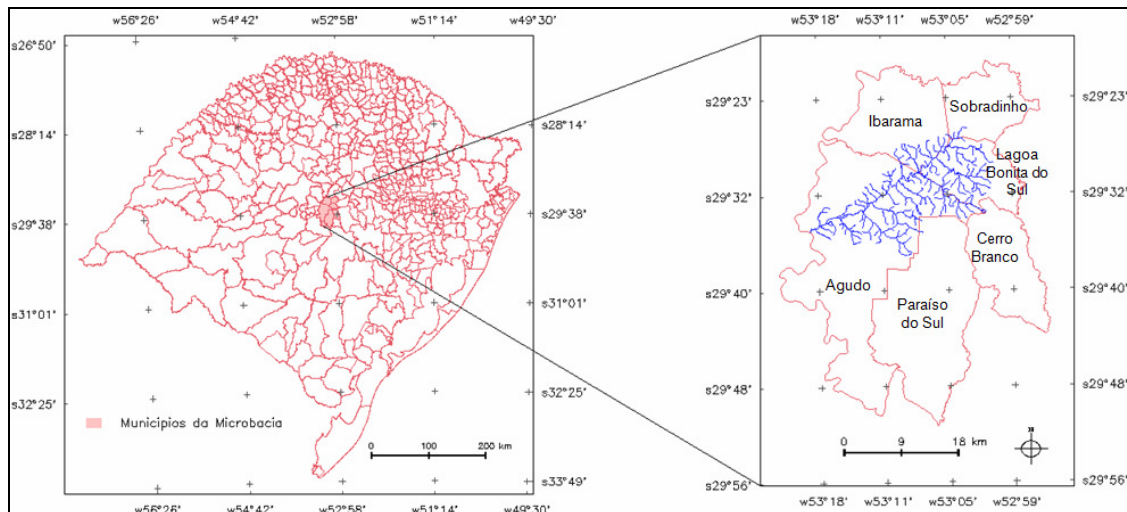 w56°26' w54°42' w52°58' w51°14' w49°30'
s26°50'
s28°14' s28°14'
s29°38' s29°38'
s31°01' s31°01'
s32°25' s32°25'
s33°49'
w56°26' w54°42' w52°58' w51°14' w49°30'
Municípios da Microbacia
0 100 200 km
w53°18' w53°11' w53°05' w52°59'
s29°23' s29°23'
s29°32' s29°32'
s29°40' s29°40'
s29°48' s29°48'
s29°56' s29°56'
w53°18' w53°11' w53°05' w52°59'
Sobradinho
Ibarama
Lagoa
Bonita do
Sul
Cerro
Branco
Agudo
Paraíso
do Sul
0 9 18 km